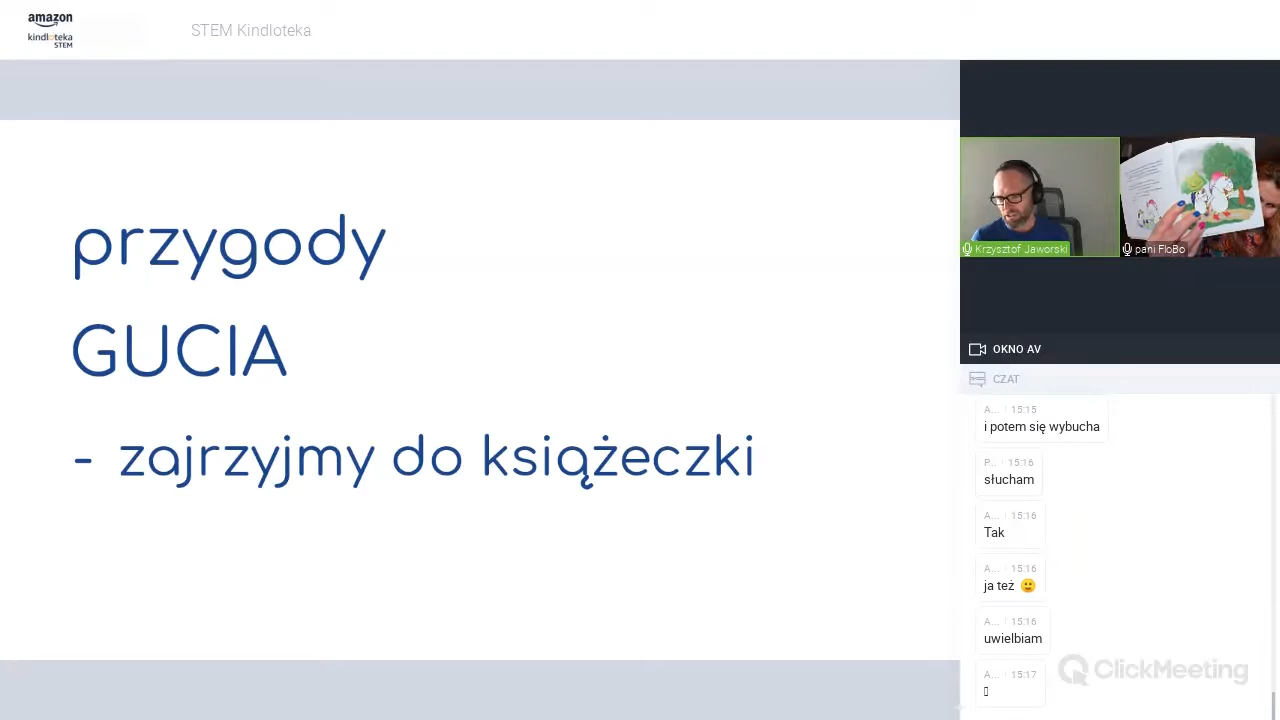 amazon
kindloteka
STEM
STEM Kindloteka
przygody
GUCIA
- zajrzyjmy do książeczki
Krzysztof Jaworski
pani FloBo
OKNO AV
CZAT
A... 15:15
i potem się wybucha
P... 15:16
słucham
A... 15:16
Tak
A... 15:16
ja też 🙂
A... 15:16
uwielbiam
A... 15:17
ClickMeeting